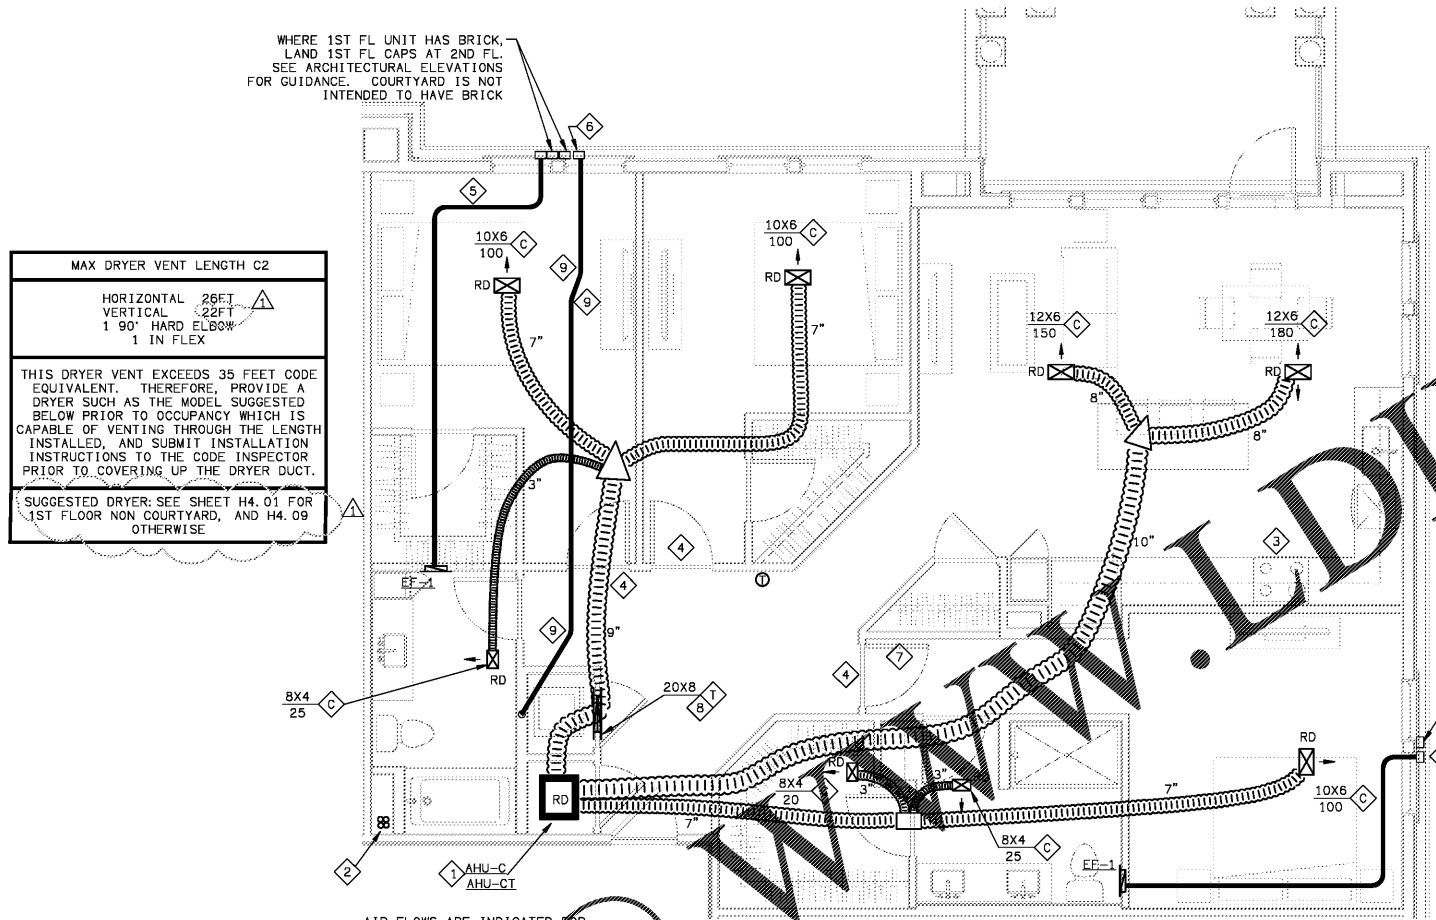 WHERE 1ST FL UNIT HAS BRICK,
LAND 1ST FL CAPS AT 2ND FL.
SEE ARCHITECTURAL ELEVATIONS
FOR GUIDANCE. COURTYARD IS NOT
INTENDED TO HAVE BRICK
6
5
10X6
100
C
RD
9
9
10X6
100
C
RD
7"
7"
12X6
150
C
RD
12X6
180
C
RD
8"
8"
MAX DRYER VENT LENGTH C2
HORIZONTAL 26FT
VERTICAL 22FT
1 90° HARD ELBOW
1 IN FLEX
1
THIS DRYER VENT EXCEEDS 35 FEET CODE
EQUIVALENT. THEREFORE, PROVIDE A
DRYER SUCH AS THE MODEL SUGGESTED
BELOW PRIOR TO OCCUPANCY WHICH IS
CAPABLE OF VENTING THROUGH THE LENGTH
INSTALLED, AND SUBMIT INSTALLATION
INSTRUCTIONS TO THE CODE INSPECTOR
PRIOR TO COVERING UP THE DRYER DUCT.
SUGGESTED DRYER: SEE SHEET H4.01 FOR
1ST FLOOR NON COURTYARD, AND H4.09
OTHERWISE
1
3"
4
4
10"
3
T
EF-1
9
9"
4
7
RD
8X4
25
C
20X8
T
8
RD
8X4
20
3"
3"
RD
7"
10X6
100
C
RD
7"
8X4
25
C
EF-1
2
1
AHU-C
AHU-CT
AIR FLOWS ARE INDICATED FOR
WWW.LD